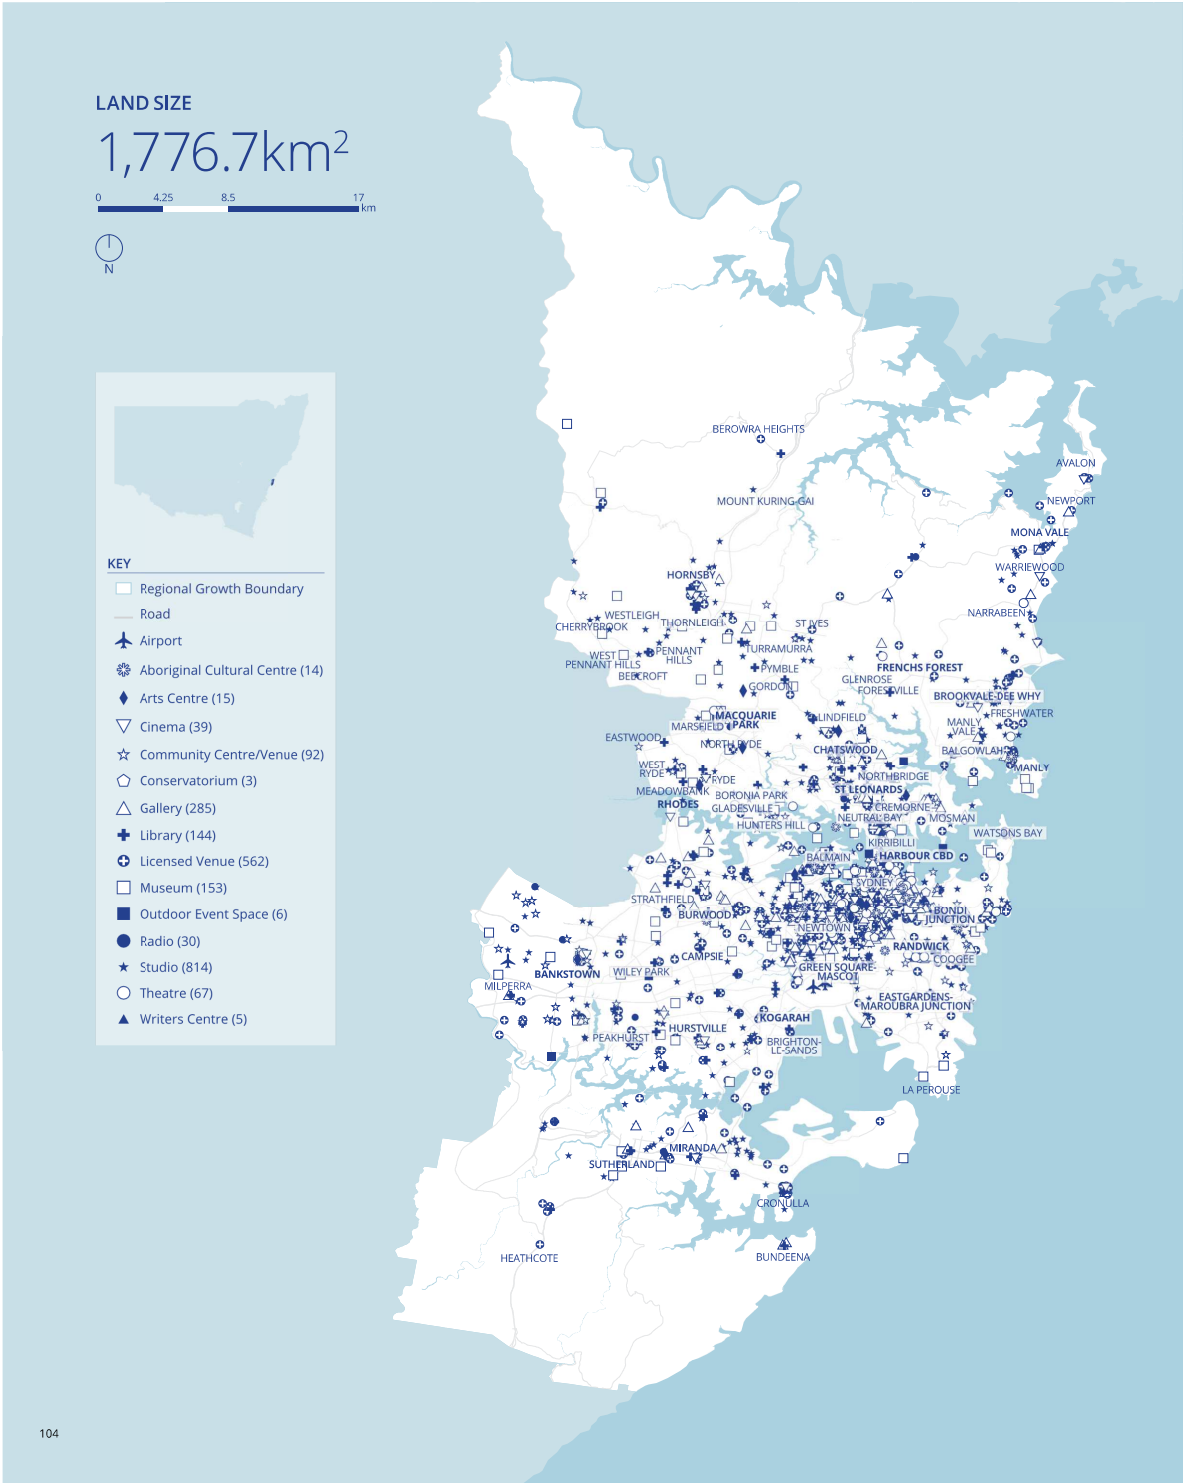 LAND SIZE
1,776.7km2
0 4.25 8.5 17
km
N
KEY
Regional Growth Boundary
Road
Airport
Aboriginal Cultural Centre (14)
Arts Centre (15)
Cinema (39)
Community Centre/Venue (92)
Conservatorium (3)
Gallery (285)
Library (144)
Licensed Venue (562)
Museum (153)
Outdoor Event Space (6)
Radio (30)
Studio (814)
Theatre (67)
Writers Centre (5)
BEROWRA HEIGHTS
AVALON
MOUNT KURING-GAI
NEWPORT
MONA VALE
WARRIEWOOD
HORNSBY
NARRABEEN
WESTLEIGH
CHERRYBROOK
THORNLEIGH
ST IVES
WEST
PENNANT HILLS
PENNANT
HILLS
TURRAMURRA
BEECROFT
PYMBLE
FRENCHS FOREST
GORDON
GLENROSE
FORESTVILLE
BROOKVALE-DEE WHY
MACQUARIE
PARK
MARSFIELD
LINDFIELD
FRESHWATER
MANLY
VALE
EASTWOOD
NORTH RYDE
CHATSWOOD
BALGOWLAH
WEST
RYDE
RYDE
NORTHBRIDGE
MANLY
MEADOWBANK
BORONIA PARK
ST LEONARDS
RHODES
GLADESVILLE
CREMORNE
HUNTERS HILL
NEUTRAL BAY
MOSMAN
WATSONS BAY
KIRRIBILLI
BALMAIN
HARBOUR CBD
SYDNEY
STRATHFIELD
BURWOOD
BONDI
JUNCTION
NEWTOWN
RANDWICK
COOGEE
CAMPSIE
BANKSTOWN
WILEY PARK
GREEN SQUARE-
MASCOT
MILPERRA
EASTGARDENS-
MAROUBRA JUNCTION
KOGARAH
HURSTVILLE
PEAKHURST
BRIGHTON-
LE-SANDS
LA PEROUSE
MIRANDA
SUTHERLAND
CRONULLA
HEATHCOTE
BUNDEENA
104